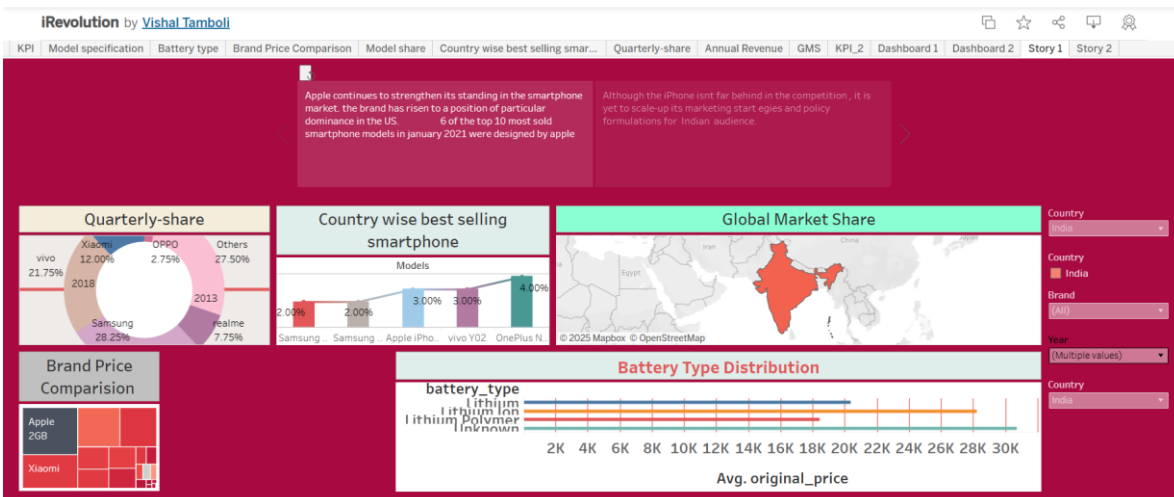 iRevolution by Vishal Tamboli
KPI Model specification Battery type Brand Price Comparison Model share Country wise best selling smar... Quarterly-share Annual Revenue GMS KPI_2 Dashboard 1 Dashboard 2 Story 1 Story 2
Apple continues to strengthen its standing in the smartphone
market. the brand has risen to a position of particular
dominance in the US. 6 of the top 10 most sold
smartphone models in january 2021 were designed by apple
Although the iPhone isnt far behind in the competition , it is
yet to scale-up its marketing start egies and policy
formulations for Indian audience.
Quarterly-share
Xiaomi
12.00%
OPPO
2.75%
Others
27.50%
vivo
21.75%
2018
2013
Samsung
28.25%
realme
7.75%
Country wise best selling
smartphone
Models
2.00%
2.00%
3.00%
3.00%
4.00%
Samsung .. Samsung .. Apple iPho.. vivo Y02 OnePlus N..
Global Market Share
Iran
China
Japan
Egypt
© 2025 Mapbox © OpenStreetMap
Country
India
Country
India
Brand
(All)
Year
(Multiple values)
Country
India
Brand Price
Comparision
Apple
2GB
Xiaomi
Battery Type Distribution
battery_type
Lithium
Lithium Ion
Lithium Polymer
Unknown
2K 4K 6K 8K 10K 12K 14K 16K 18K 20K 22K 24K 26K 28K 30K
Avg. original_price